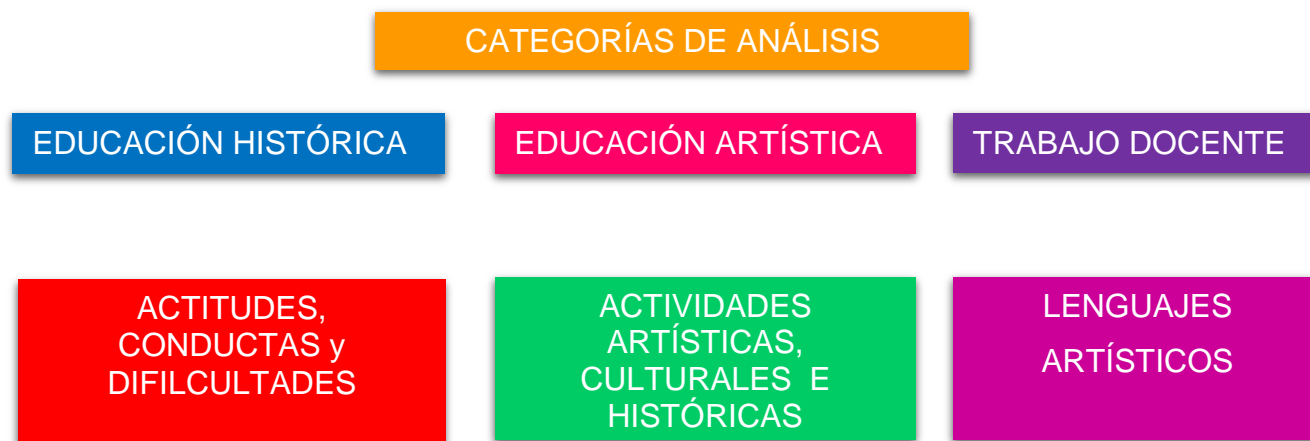 CATEGORÍAS DE ANÁLISIS
EDUCACIÓN HISTÓRICA
EDUCACIÓN ARTÍSTICA
TRABAJO DOCENTE
ACTITUDES,
CONDUCTAS y
DIFILCULTADES
ACTIVIDADES
ARTÍSTICAS,
CULTURALES E
HISTÓRICAS
LENGUAJES
ARTÍSTICOS